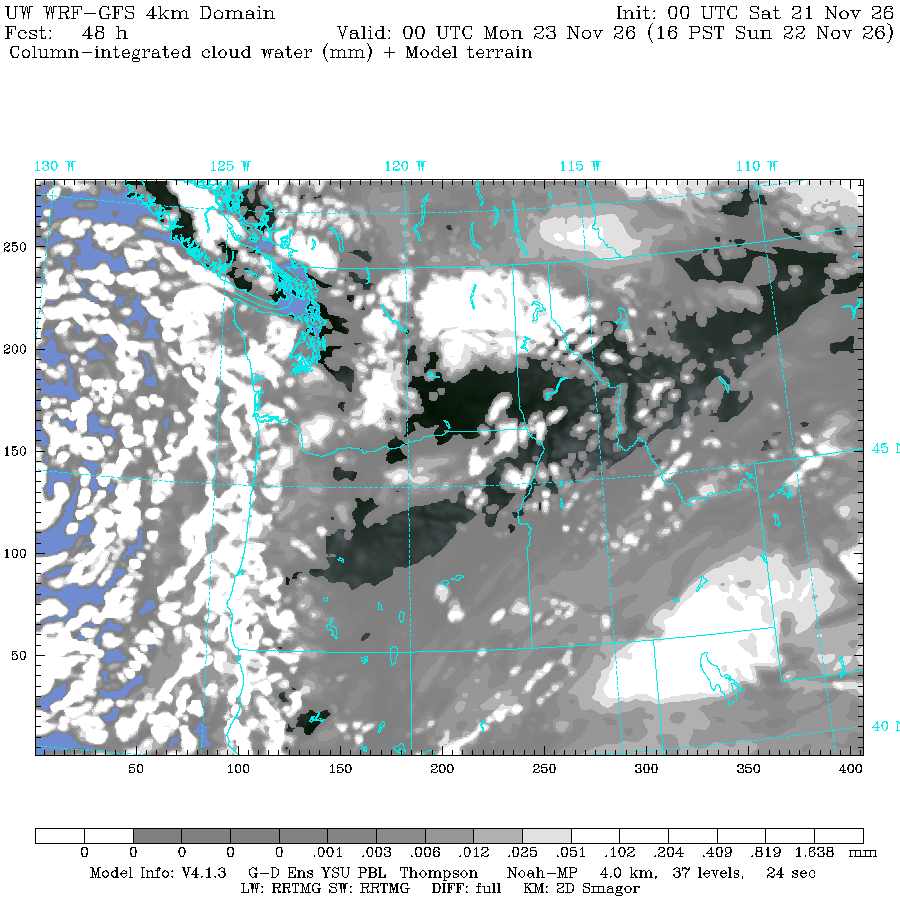 UW WRF-GFS 4km Domain Init: 00 UTC Sat 21 Nov 26
Fcst: 48 h Valid: 00 UTC Mon 23 Nov 26 (16 PST Sun 22 Nov 26)
Column-integrated cloud water (mm) + Model terrain
130 W 125 W 120 W 115 W 110 W
250
200
150
100
50
45 N
40 N
50 100 150 200 250 300 350 400
0 0 0 0 0 .001 .003 .006 .012 .025 .051 .102 .204 .409 .819 1.638 mm
Model Info: V4.1.3 G-D Ens YSU PBL Thompson Noah-MP 4.0 km, 37 levels, 24 sec
LW: RRTMG SW: RRTMG DIFF: full KM: 2D Smagor